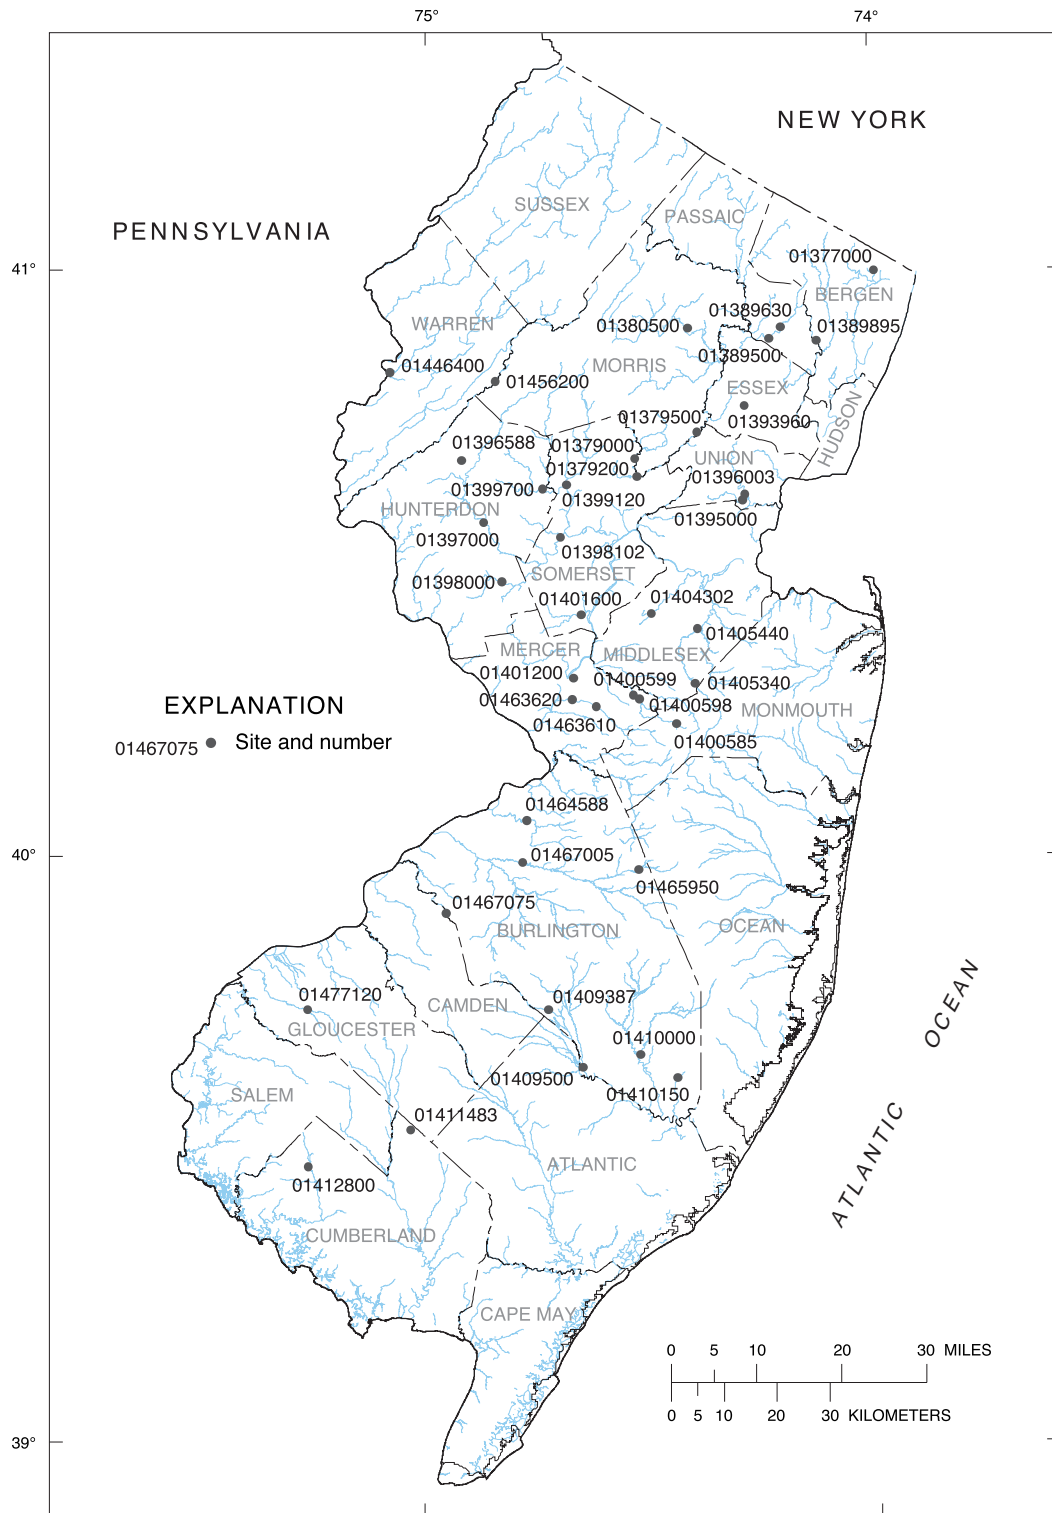 75°
74°
NEW YORK
PENNSYLVANIA
SUSSEX
PASSAIC
41°
01377000
BERGEN
01389630
01380500
01389895
WARREN
01389500
01446400
MORRIS
01456200
ESSEX
HUDSON
01379500
01393960
01396588
01379000
UNION
01379200
01396003
01399700
01399120
HUNTERDON
01395000
01397000
01398102
SOMERSET
01398000
01401600
01404302
01405440
MERCER
MIDDLESEX
01401200
01400599
01405340
01463620
01400598
MONMOUTH
01463610
01400585
EXPLANATION
01467075 Site and number
01464588
40°
01467005
01465950
01467075
BURLINGTON
OCEAN
01477120
01409387
CAMDEN
GLOUCESTER
01410000
01409500
01410150
SALEM
01411483
ATLANTIC
01412800
CUMBERLAND
ATLANTIC OCEAN
CAPE MAY
0 5 10 20 30 MILES
0 5 10 20 30 KILOMETERS
39°